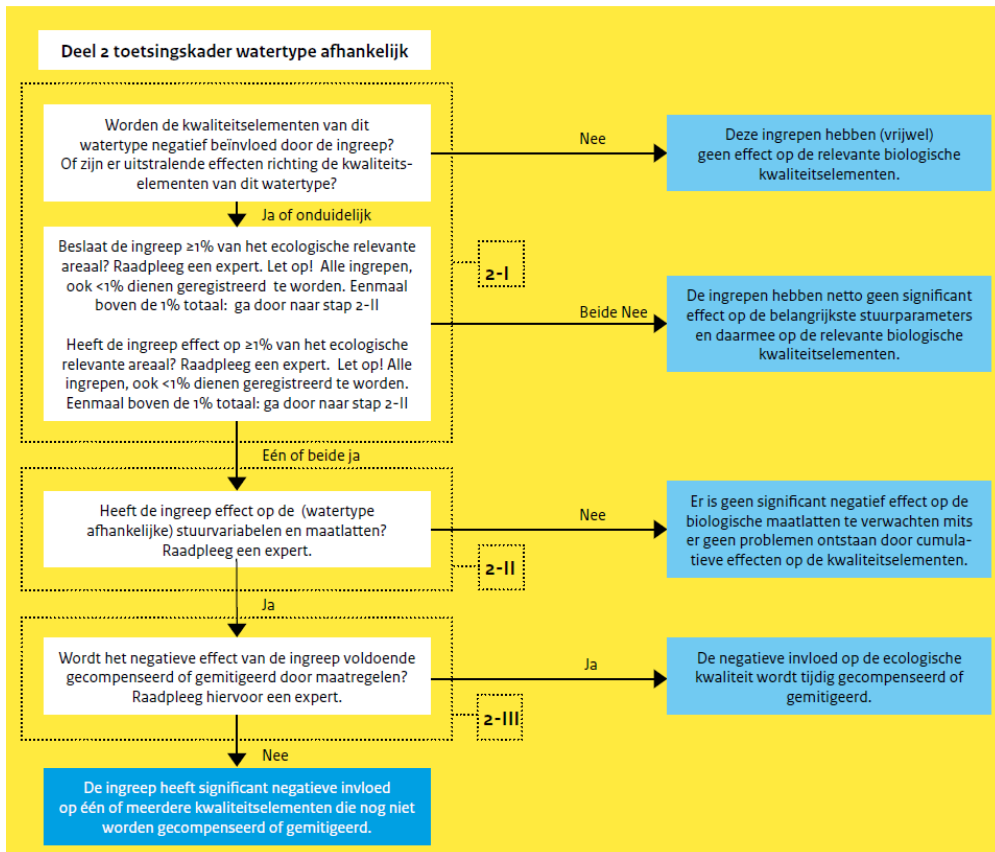 Deel 2 toetsingskader watertype afhankelijk
Worden de kwaliteitselementen van dit
watertype negatief beïnvloed door de ingreep?
Of zijn er uitstralende effecten richting de kwaliteits-
elementen van dit watertype?
Nee
Deze ingrepen hebben (vrijwel)
geen effect op de relevante biologische
kwaliteitselementen.
Ja of onduidelijk
Beslaat de ingreep ≥1% van het ecologische relevante
areaal? Raadpleeg een expert. Let op! Alle ingrepen,
ook <1% dienen geregistreerd te worden. Eenmaal
boven de 1% totaal: ga door naar stap 2-II
Heeft de ingreep effect op ≥1% van het ecologische
relevante areaal? Raadpleeg een expert. Let op! Alle
ingrepen, ook <1% dienen geregistreerd te worden.
Eenmaal boven de 1% totaal: ga door naar stap 2-II
2-I
Beide Nee
De ingrepen hebben netto geen significant
effect op de belangrijkste stuurparameters
en daarmee op de relevante biologische
kwaliteitselementen.
Eén of beide ja
Heeft de ingreep effect op de (watertype
afhankelijke) stuurvariabelen en maatlatten?
Raadpleeg een expert.
Nee
2-II
Er is geen significant negatief effect op de
biologische maatlatten te verwachten mits
er geen problemen ontstaan door cumula-
tieve effecten op de kwaliteitselementen.
Ja
Wordt het negatieve effect van de ingreep voldoende
gecompenseerd of gemitigeerd door maatregelen?
Raadpleeg hiervoor een expert.
Ja
2-III
De negatieve invloed op de ecologische
kwaliteit wordt tijdig gecompenseerd of
gemitigeerd.
Nee
De ingreep heeft significant negatieve invloed
op één of meerdere kwaliteitselementen die nog niet
worden gecompenseerd of gemitigeerd.